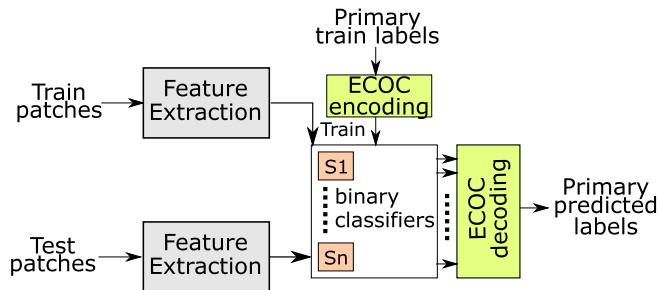 Primary
train labels
Train
patches
Feature
Extraction
ECOC
encoding
Train
S1
binary
classifiers
Sn
ECOC
decoding
Primary
predicted
labels
Test
patches
Feature
Extraction